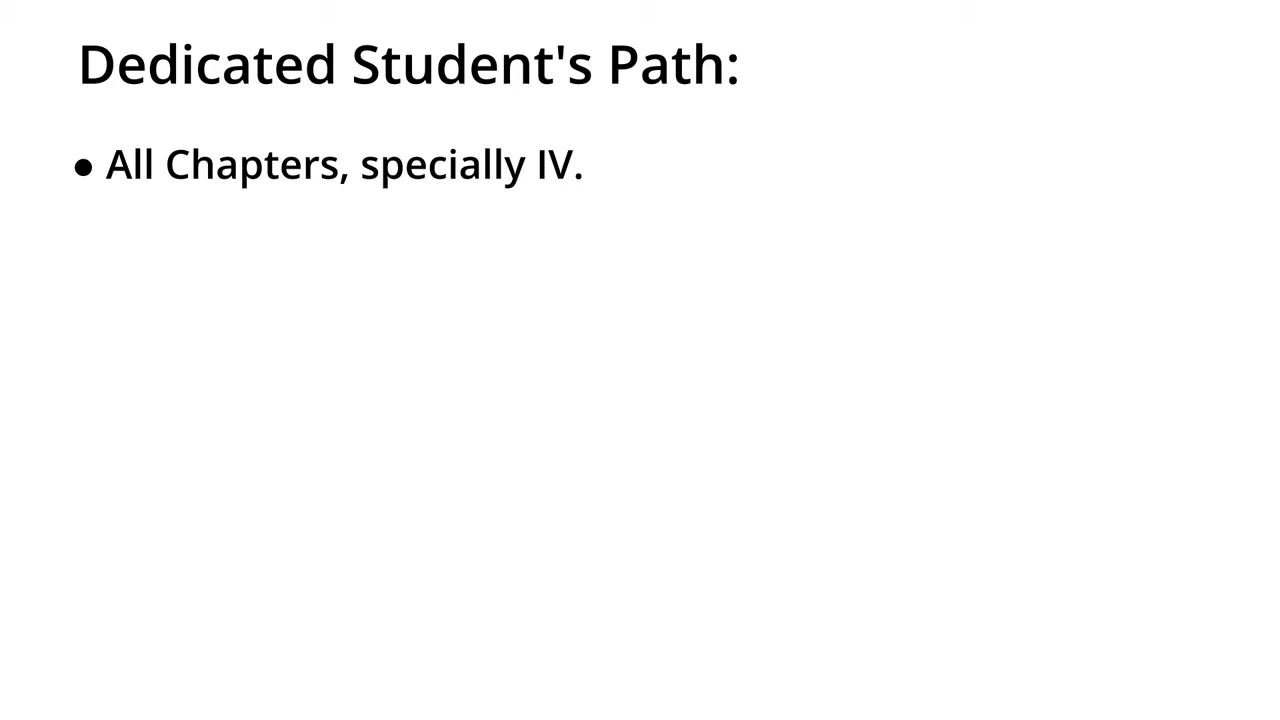 Dedicated Student's Path:
● All Chapters, specially IV.